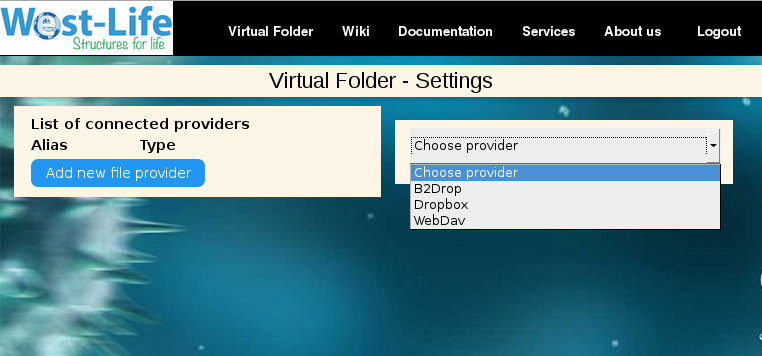 West-Life
Structures for life
Virtual Folder Wiki Documentation Services About us Logout
Virtual Folder - Settings
List of connected providers
Alias Type
Add new file provider
Choose provider
Choose provider
B2Drop
Dropbox
WebDav